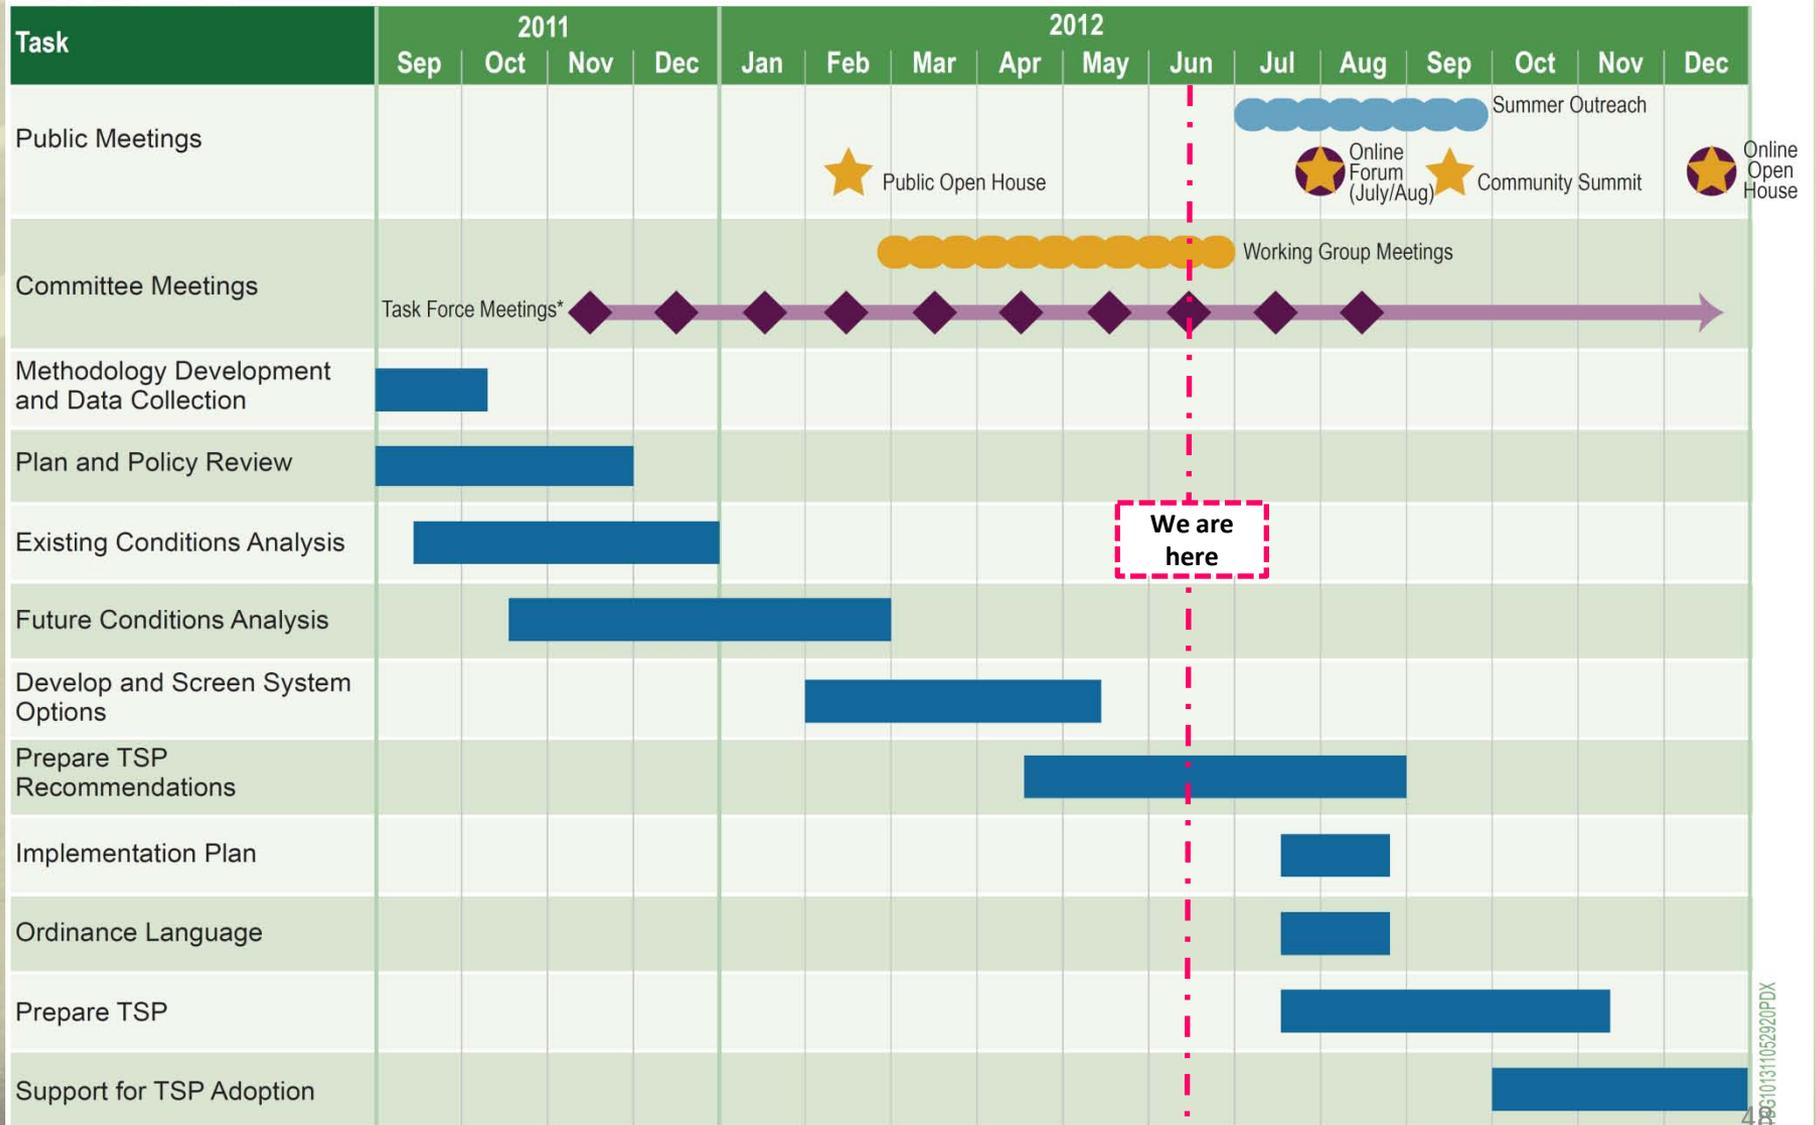 Task
2011
2012
Sep Oct Nov Dec Jan Feb Mar Apr May Jun Jul Aug Sep Oct Nov Dec
Public Meetings
Summer Outreach
Public Open House
Online
Forum
(July/Aug)
Community Summit
Online
Open
House
Committee Meetings
Working Group Meetings
Task Force Meetings*
Methodology Development
and Data Collection
Plan and Policy Review
Existing Conditions Analysis
We are
here
Future Conditions Analysis
Develop and Screen System
Options
Prepare TSP
Recommendations
Implementation Plan
Ordinance Language
Prepare TSP
Support for TSP Adoption